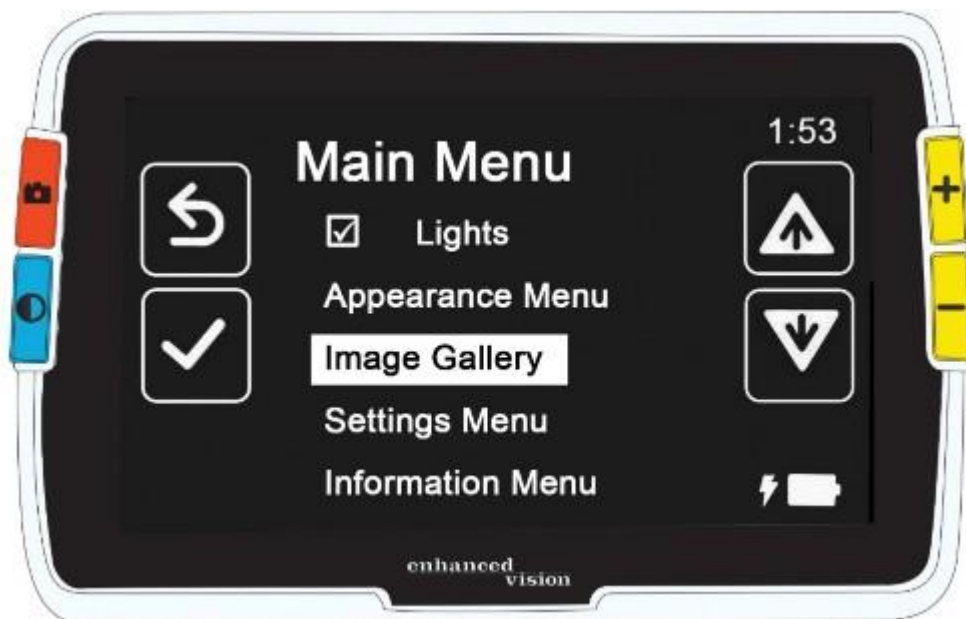 1:53
Main Menu
Lights
Appearance Menu
Image Gallery
Settings Menu
Information Menu
enhanced
vision